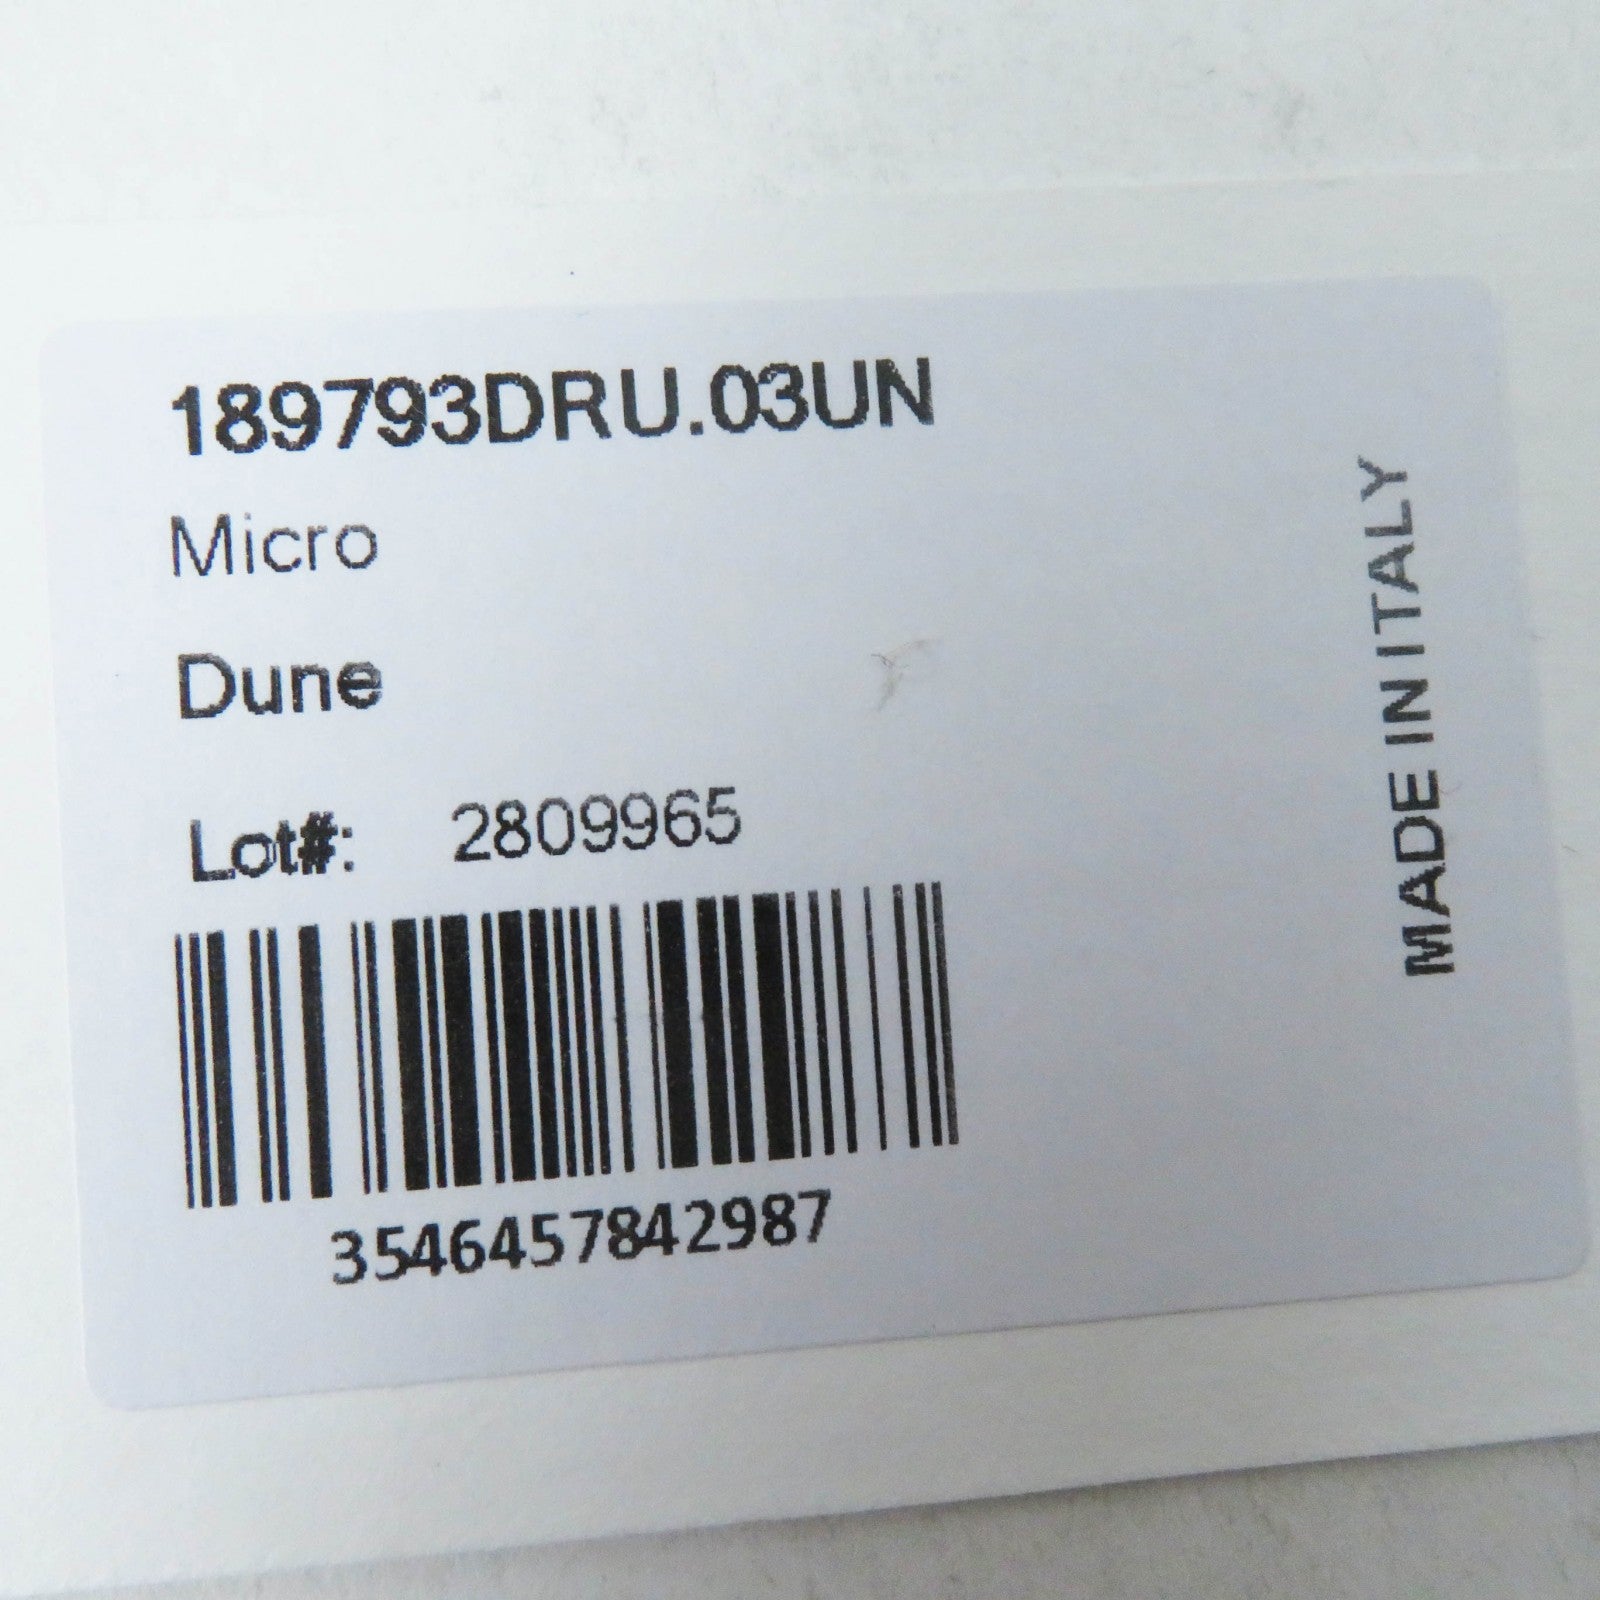 189793DRU.03UN
Micro
Dune
Lot#: 2809965
3546457842987
MADE IN ITALY